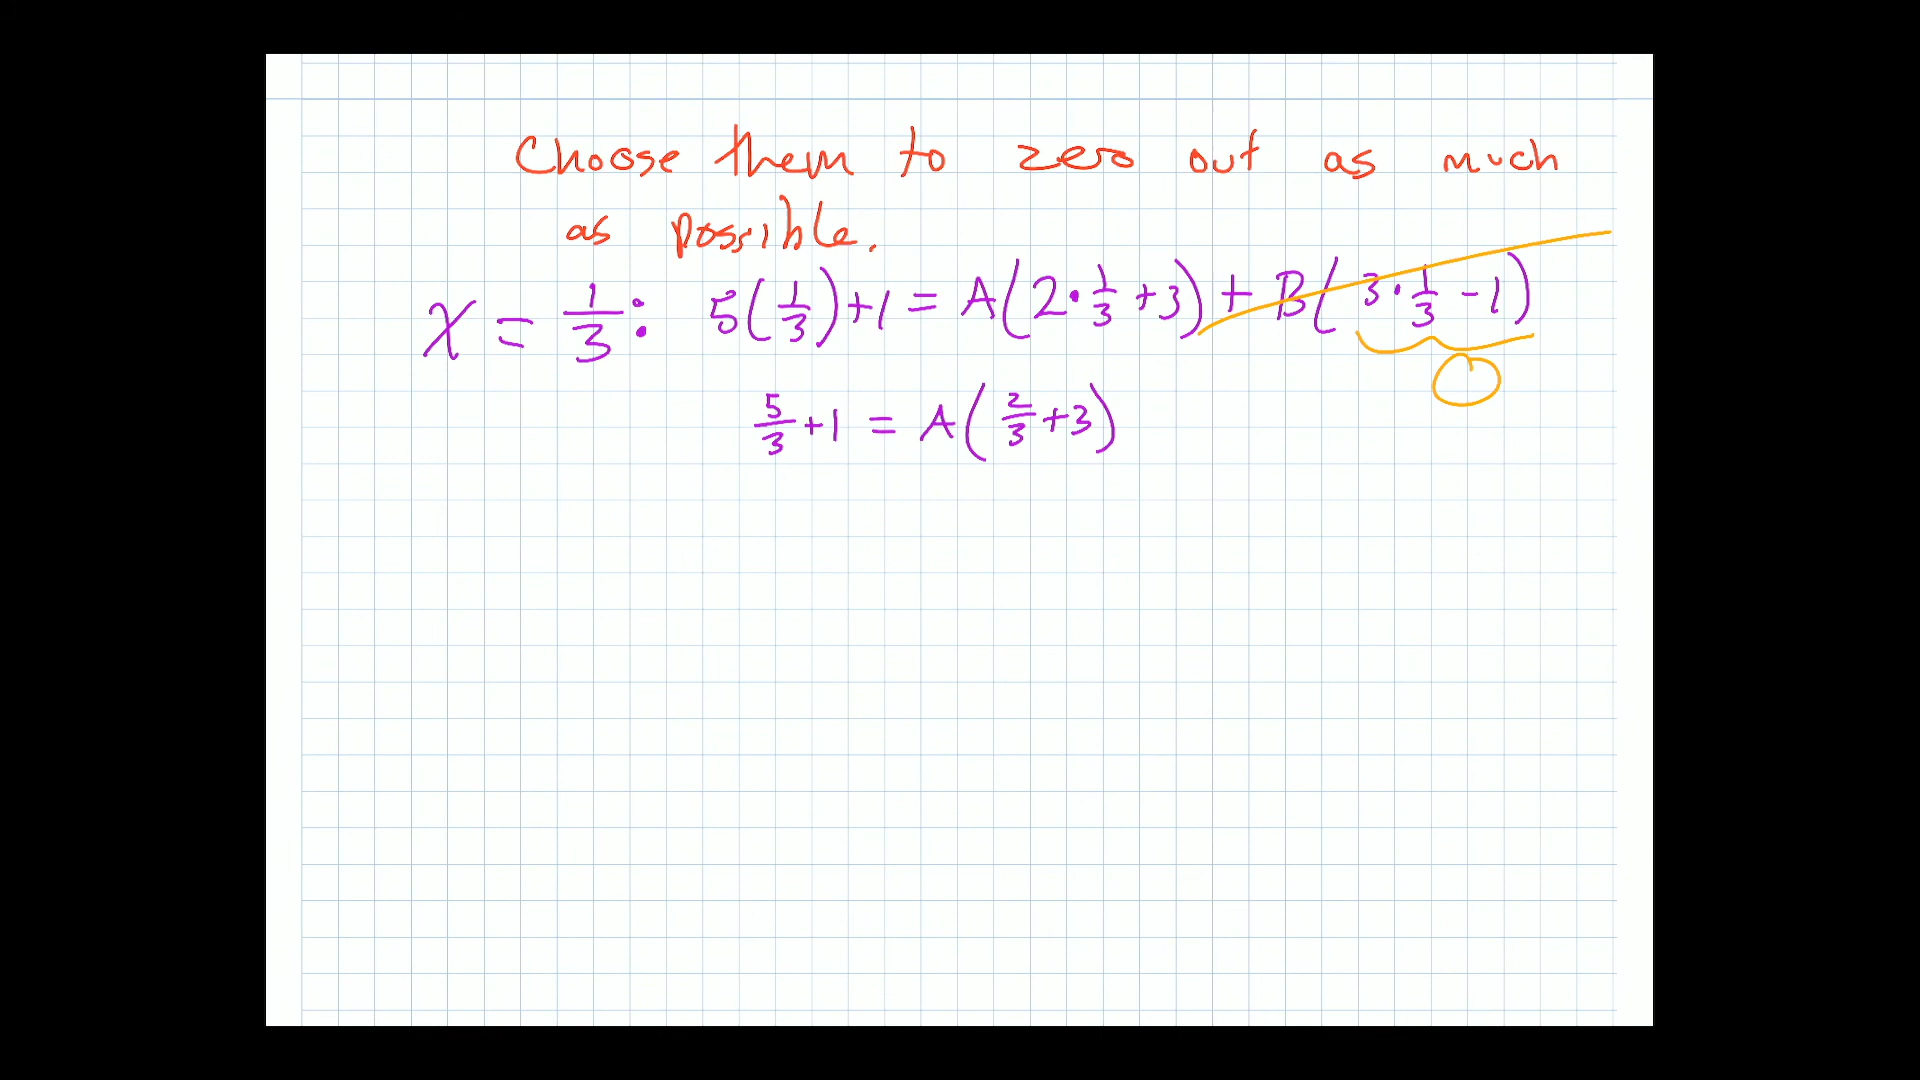 Choose them to zero out as much
as possible.
x = 1/3: 5(1/3)+1 = A(2·1/3+3) + B(3·1/3-1)
0
5/3+1 = A(2/3+3)